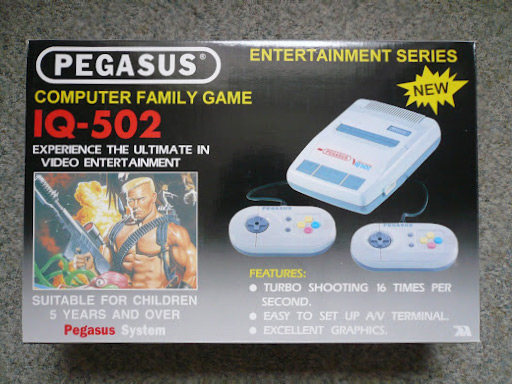 PEGASUS®
ENTERTAINMENT SERIES
NEW
COMPUTER FAMILY GAME
IQ-502
EXPERIENCE THE ULTIMATE IN
VIDEO ENTERTAINMENT
PEGASUS
SUITABLE FOR CHILDREN
5 YEARS AND OVER
Pegasus System
FEATURES:
● TURBO SHOOTING 16 TIMES PER
SECOND.
● EASY TO SET UP A/V TERMINAL.
● EXCELLENT GRAPHICS.